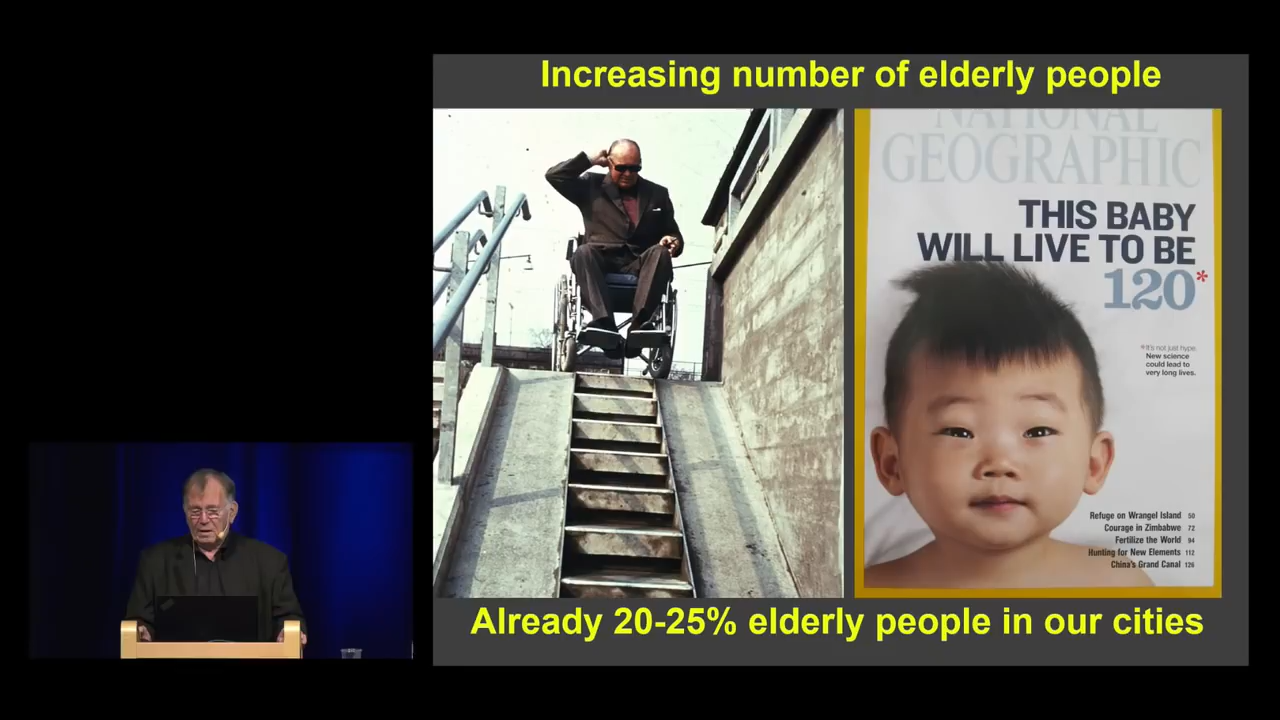 Increasing number of elderly people
NATIONAL
GEOGRAPHIC
THIS BABY
WILL LIVE TO BE
120*
*It's not just hype.
New science
could lead to
very long lives.
Refuge on Wrangel Island 50
Courage in Zimbabwe 72
Fertilize the World 94
Hunting for New Elements 112
China's Grand Canal 126
Already 20-25% elderly people in our cities